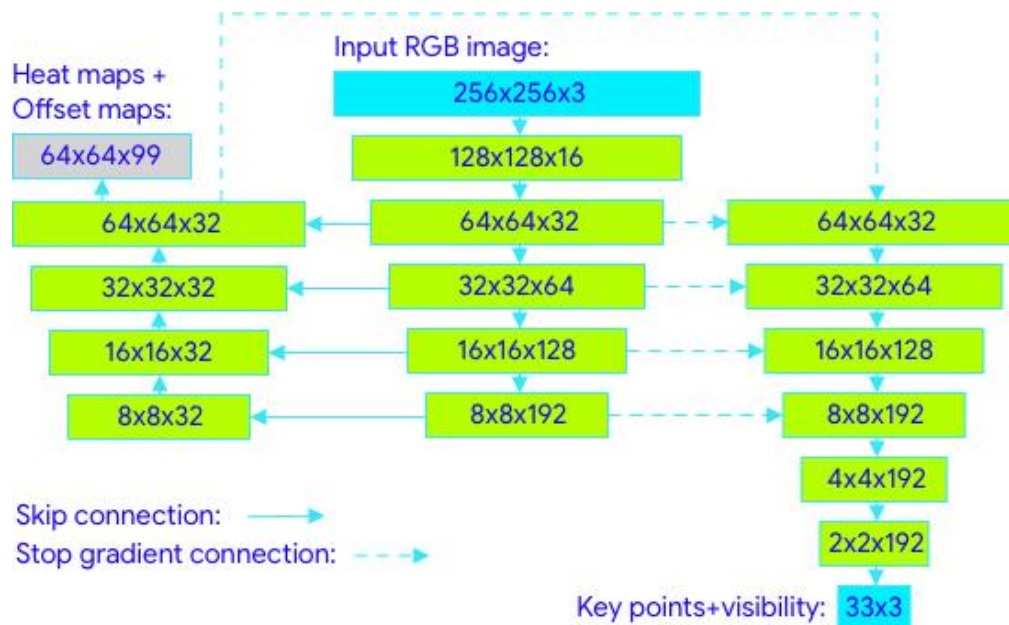 Input RGB image:
256x256x3
Heat maps +
Offset maps:
64x64x99
128x128x16
64x64x32
64x64x32
64x64x32
32x32x32
32x32x64
32x32x64
16x16x32
16x16x128
16x16x128
8x8x32
8x8x192
8x8x192
4x4x192
2x2x192
Skip connection:
Stop gradient connection:
Key points+visibility:
33x3